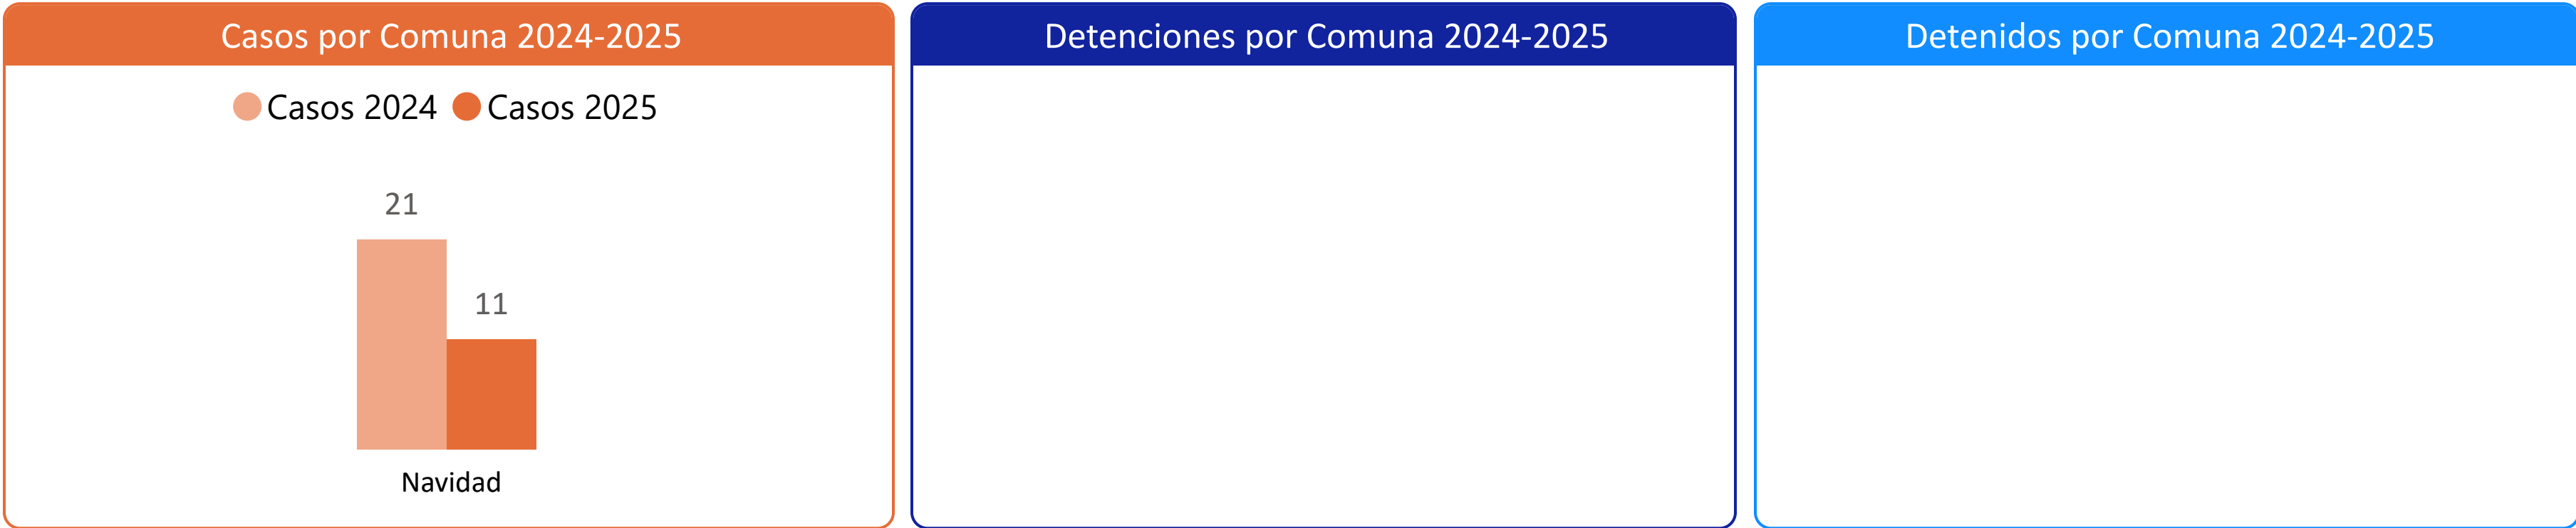 Casos por Comuna 2024-2025
Casos 2024 Casos 2025
21
11
Navidad
Detenciones por Comuna 2024-2025
Detenidos por Comuna 2024-2025